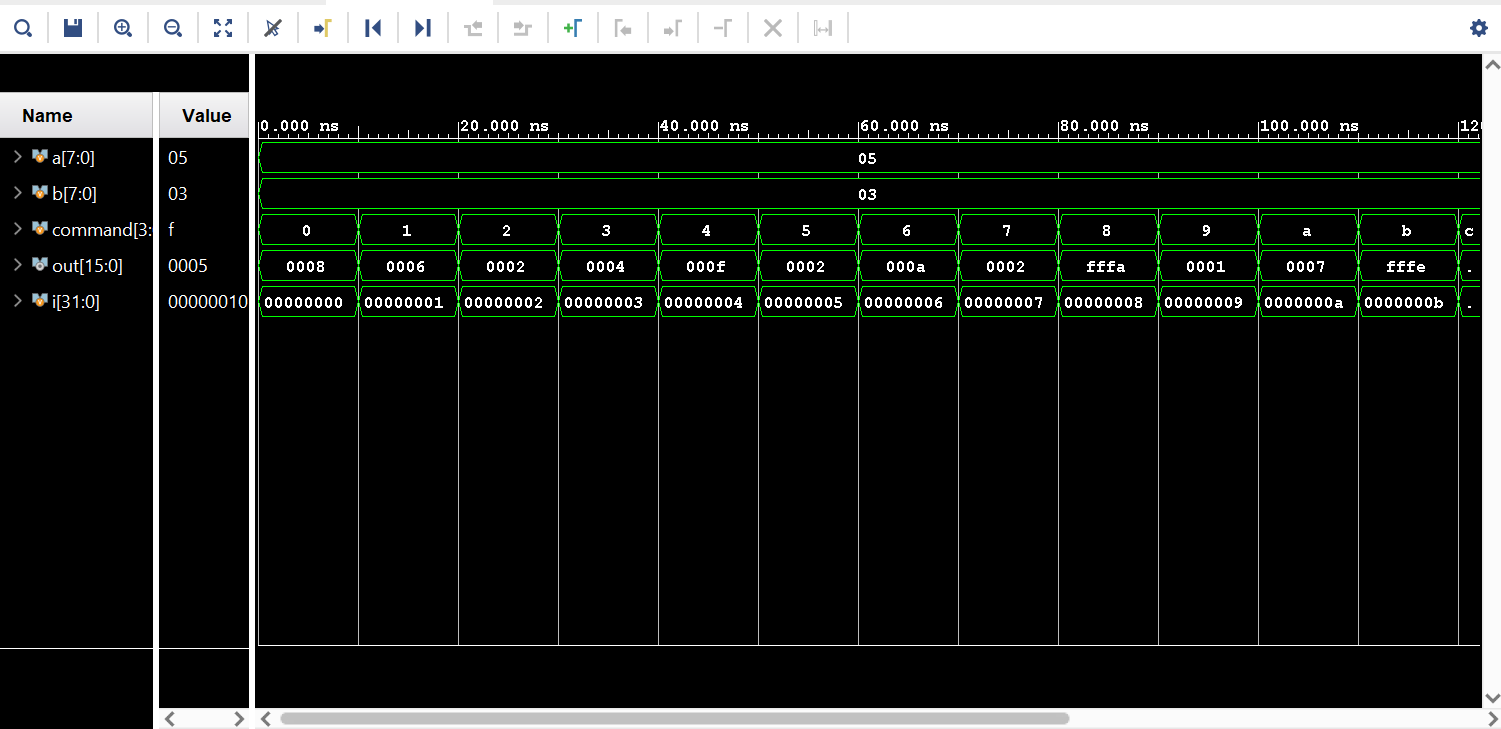 Name Value
0.000 ns 20.000 ns 40.000 ns 60.000 ns 80.000 ns 100.000 ns 120
a[7:0] 05 05
b[7:0] 03 03
command[3: f 0 1 2 3 4 5 6 7 8 9 a b c
out[15:0] 0005 0008 0006 0002 0004 000f 0002 000a 0002 fffa 0001 0007 fffe .
i[31:0] 00000010 00000000 00000001 00000002 00000003 00000004 00000005 00000006 00000007 00000008 00000009 0000000a 0000000b .